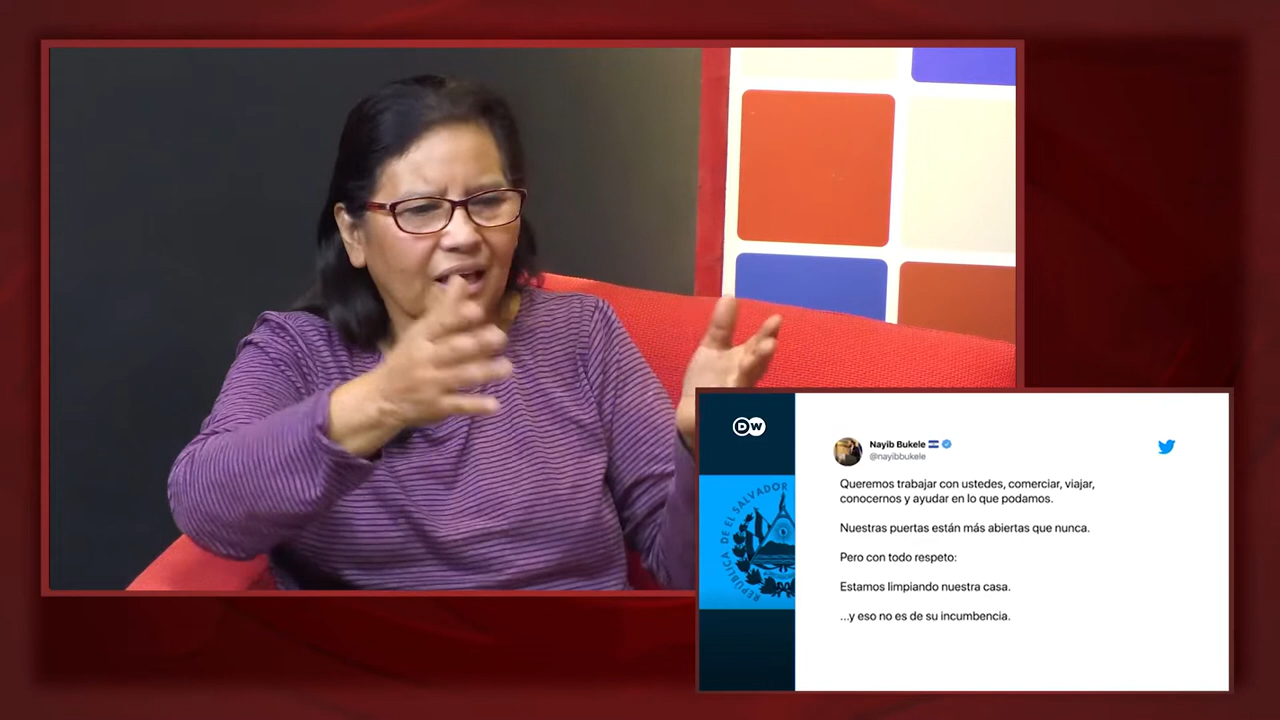 DW
REPÚBLICA DE EL SALVADOR
Nayib Bukele
@nayibbukele
Queremos trabajar con ustedes, comerciar, viajar,
conocernos y ayudar en lo que podamos.
Nuestras puertas están más abiertas que nunca.
Pero con todo respeto:
Estamos limpiando nuestra casa.
...y eso no es de su incumbencia.